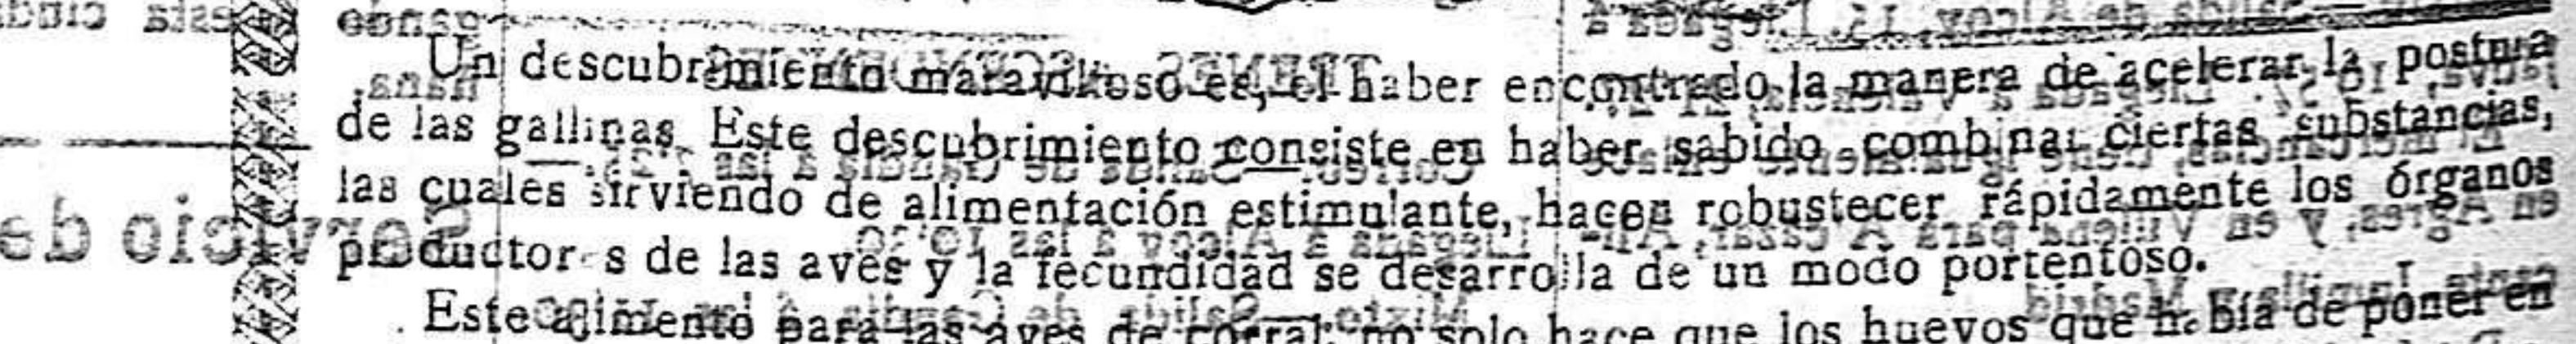 Un descubrimiento maravilloso es, el haber encontrado la manera de acelerar la postura
de las gallinas. Este descubrimiento consiste en haber sabido combinar ciertas substancias,
las cuales sirviendo de alimentación estimulante, hacen robustecer rápidamente los órganos
productores de las aves y la fecundidad se desarrolla de un modo portentoso.
Este alimento para las aves de corral; no solo hace que los huevos que había de poner en